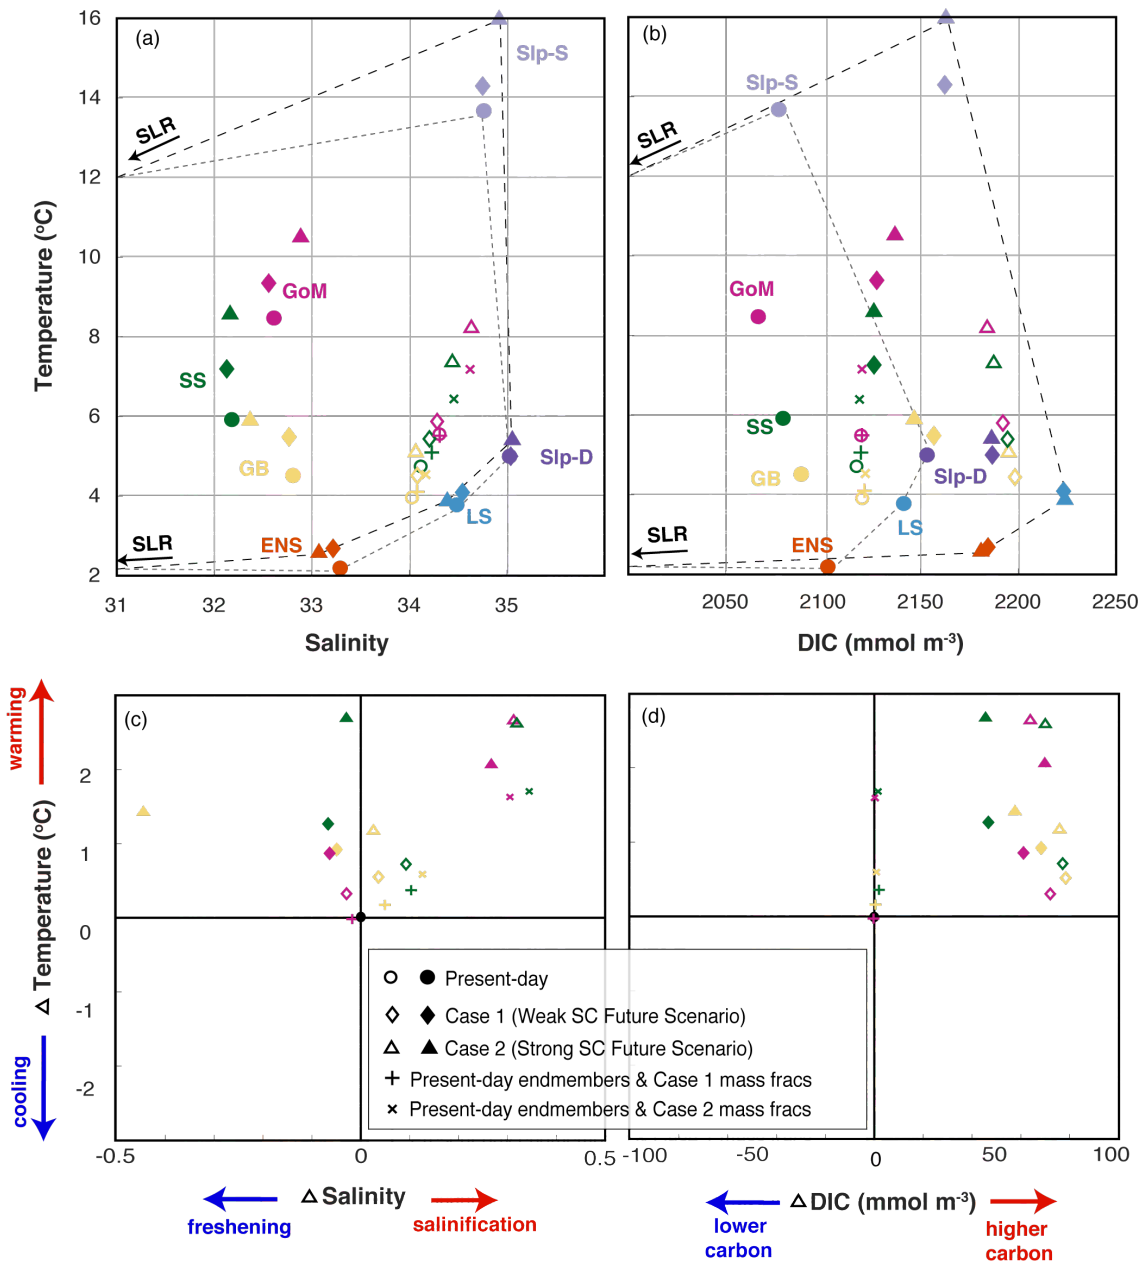 (a)
Slp-S
SLR
GoM
SS
GB
Slp-D
LS
ENS
SLR
16
14
12
10
8
6
4
2
Temperature (ºC)
31 32 33 34 35
Salinity
(b)
Slp-S
SLR
GoM
SS
GB
Slp-D
LS
ENS
SLR
2050 2100 2150 2200 2250
DIC (mmol m-3)
warming
(c)
2
1
0
-1
-2
△ Temperature (ºC)
cooling
(d)
Present-day
Case 1 (Weak SC Future Scenario)
Case 2 (Strong SC Future Scenario)
Present-day endmembers & Case 1 mass fracs
Present-day endmembers & Case 2 mass fracs
-0.5 0 0.5
-100 -50 0 50 100
△ Salinity
freshening
salinification
△ DIC (mmol m-3)
lower
carbon
higher
carbon